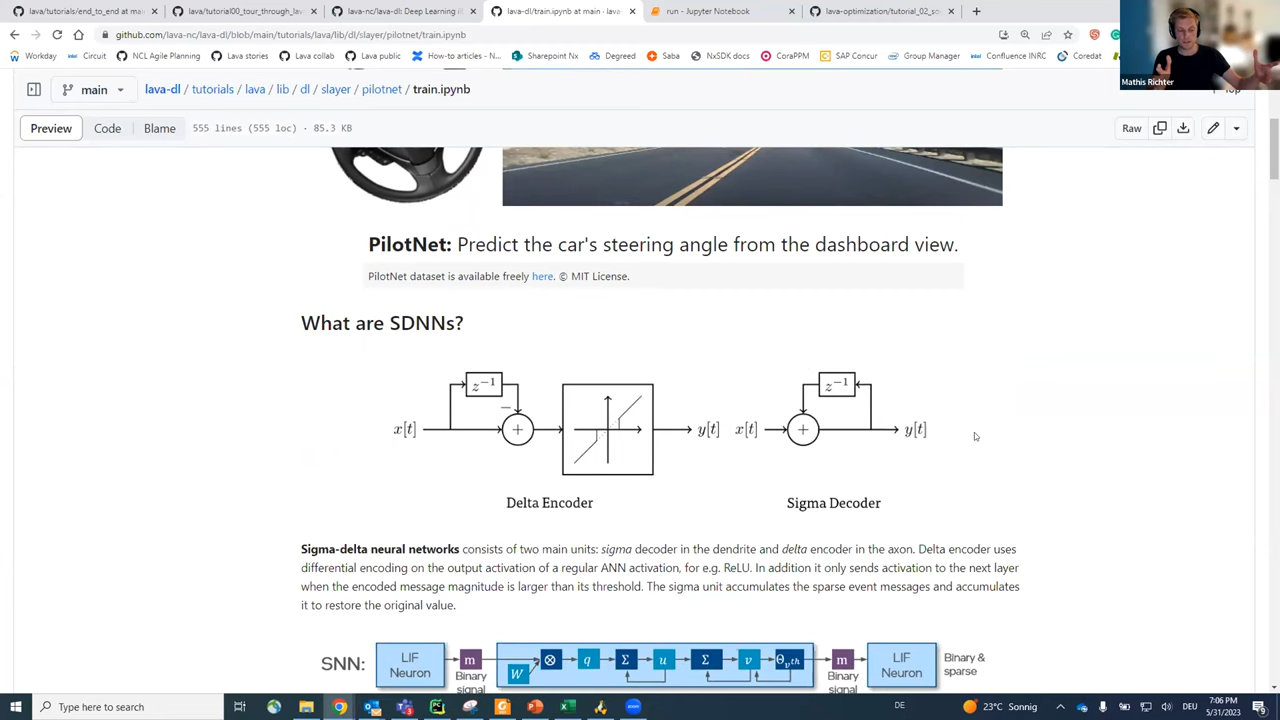 lava/tutorials/end_to_end at ma
lava/tutorial00_tour_through_la
lava-nc/lava-dl: Deep Learning
lava-dl/train.ipynb at main · lava-
run - Jupyter Notebook
lava-optimization/tutorial_02_so
github.com/lava-nc/lava-dl/blob/main/tutorials/lava/lib/dl/slayer/pilotnet/train.ipynb
Workday
Clarivue
NCL Agile Planning
Lava stories
Lava collab
Lava public
How-to articles - N...
Sharepoint Nx
Degreed
Saba
NxSDK docs
CoraPPM
SAP Concur
Group Manager
Confluence INRC
Coredat
Mathis Richter
main
lava-dl / tutorials / lava / lib / dl / slayer / pilotnet / train.ipynb
Top
Preview
Code
Blame
555 lines (555 loc) · 85.3 KB
Raw
PilotNet: Predict the car's steering angle from the dashboard view.
PilotNet dataset is available freely here. © MIT License.
What are SDNNs?
z⁻¹
z⁻¹
−
x[t]
+
y[t]
x[t]
+
y[t]
Delta Encoder
Sigma Decoder
Sigma-delta neural networks consists of two main units: sigma decoder in the dendrite and delta encoder in the axon. Delta encoder uses
differential encoding on the output activation of a regular ANN activation, for e.g. ReLU. In addition it only sends activation to the next layer
when the encoded message magnitude is larger than its threshold. The sigma unit accumulates the sparse event messages and accumulates
it to restore the original value.
SNN:
LIF
Neuron
m
Binary
signal
W
⊗
q
Σ
u
Σ
v
Θvth
m
Binary
signal
LIF
Neuron
Binary &
sparse
Type here to search
DE
23°C Sonnig
DEU
7:06 PM
5/31/2023